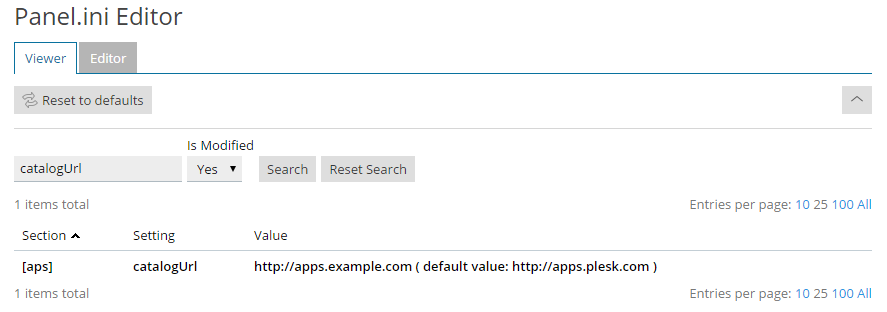 Panel.ini Editor
Viewer Editor
Reset to defaults
Is Modified
catalogUrl Yes Search Reset Search
1 items total Entries per page: 10 25 100 All
Section Setting Value
[aps] catalogUrl http://apps.example.com ( default value: http://apps.plesk.com )
1 items total Entries per page: 10 25 100 All